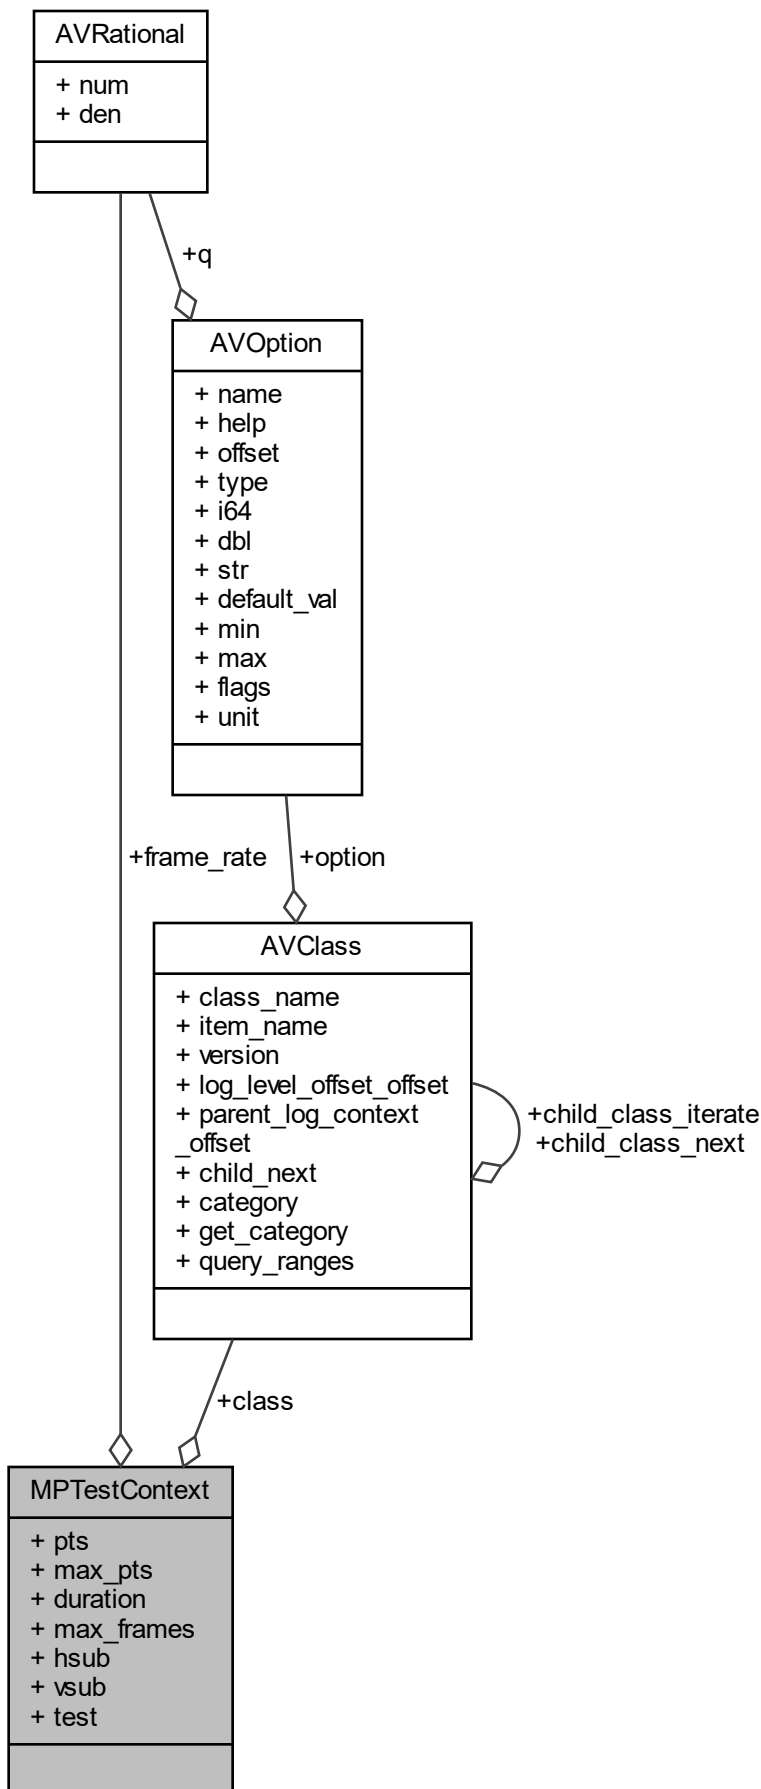 AVRational
+ num
+ den
+q
AVOption
+ name
+ help
+ offset
+ type
+ i64
+ dbl
+ str
+ default_val
+ min
+ max
+ flags
+ unit
+frame_rate
+option
AVClass
+ class_name
+ item_name
+ version
+ log_level_offset_offset
+ parent_log_context
_offset
+ child_next
+ category
+ get_category
+ query_ranges
+child_class_iterate
+child_class_next
+class
MPTestContext
+ pts
+ max_pts
+ duration
+ max_frames
+ hsub
+ vsub
+ test